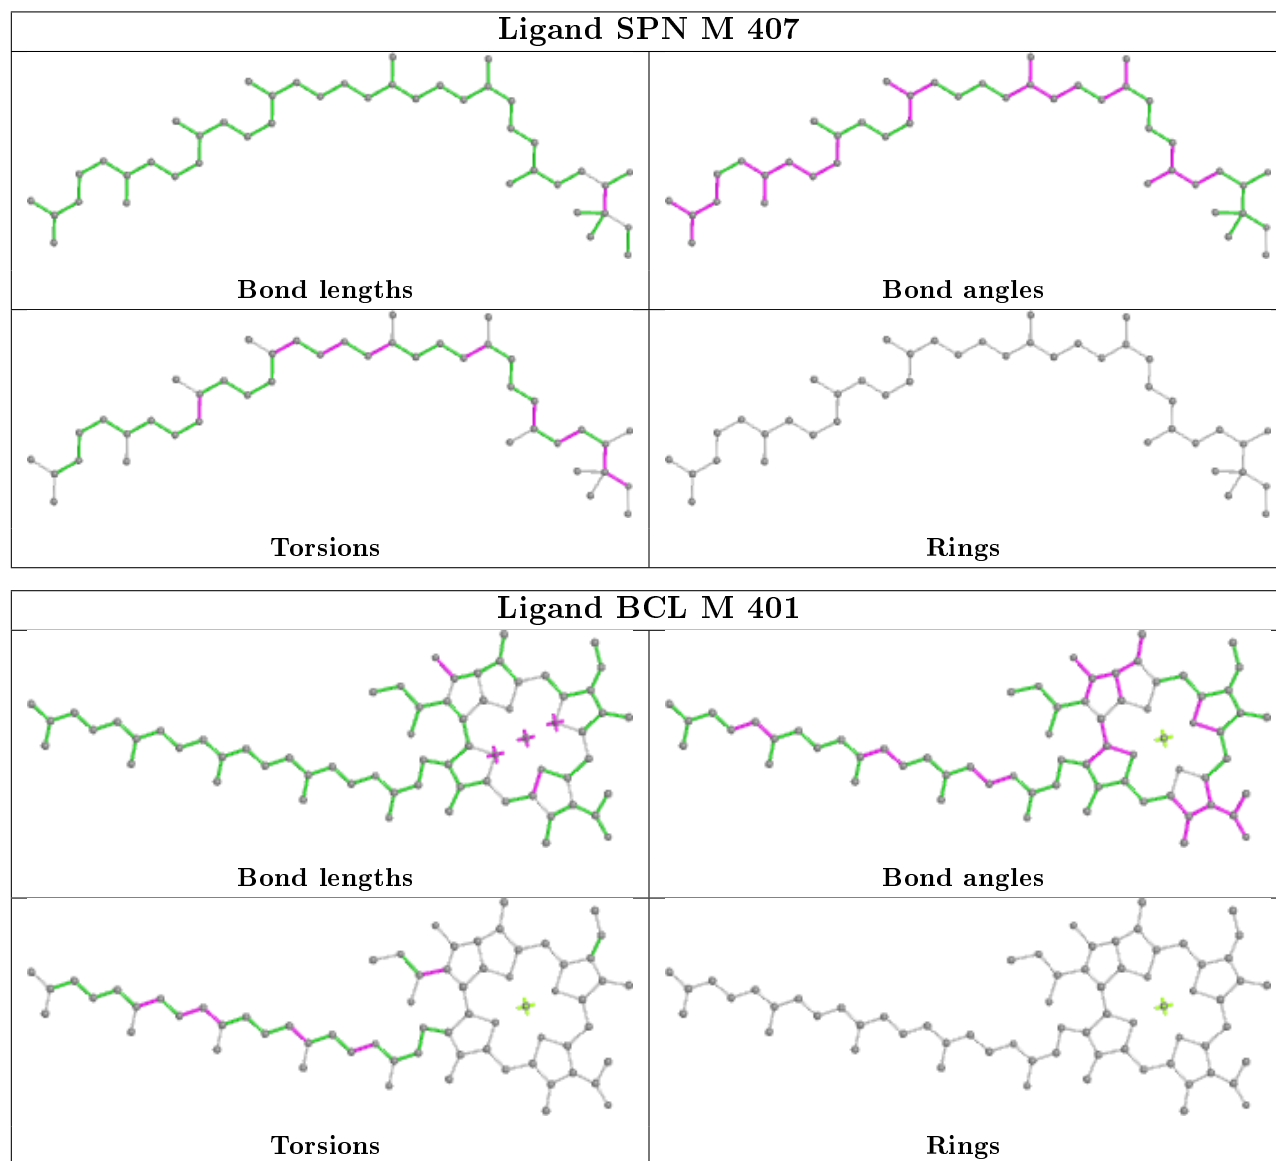 Ligand SPN M 407
Bond lengths
Bond angles
Torsions
Rings
Ligand BCL M 401
Bond lengths
Bond angles
Torsions
Rings